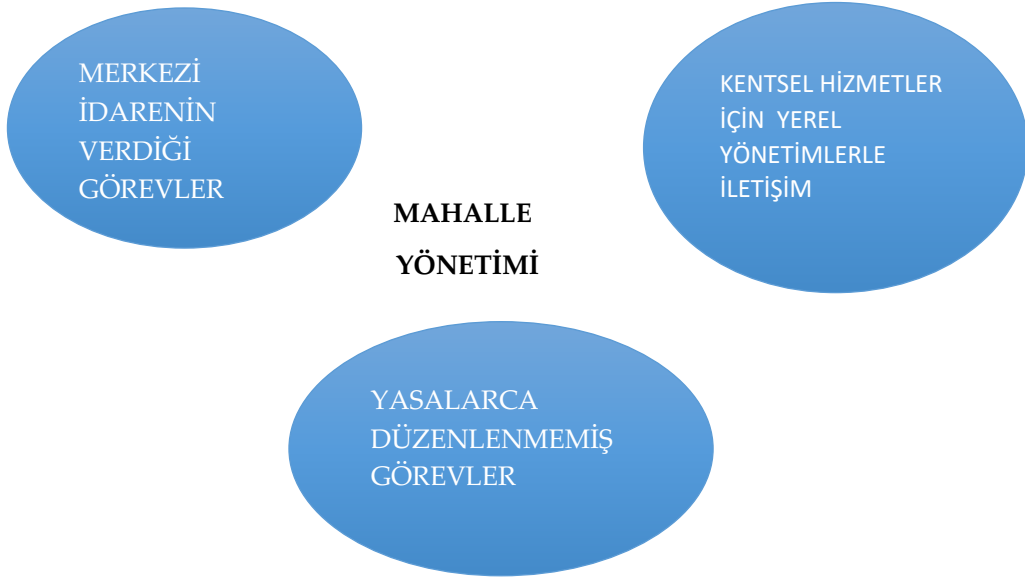 MERKEZİ
İDARENİN
VERDİĞİ
GÖREVLER
KENTSEL HİZMETLER
İÇİN YEREL
YÖNETİMLERLE
İLETİŞİM
MAHALLE
YÖNETİMİ
YASALARCA
DÜZENLENMEMİŞ
GÖREVLER